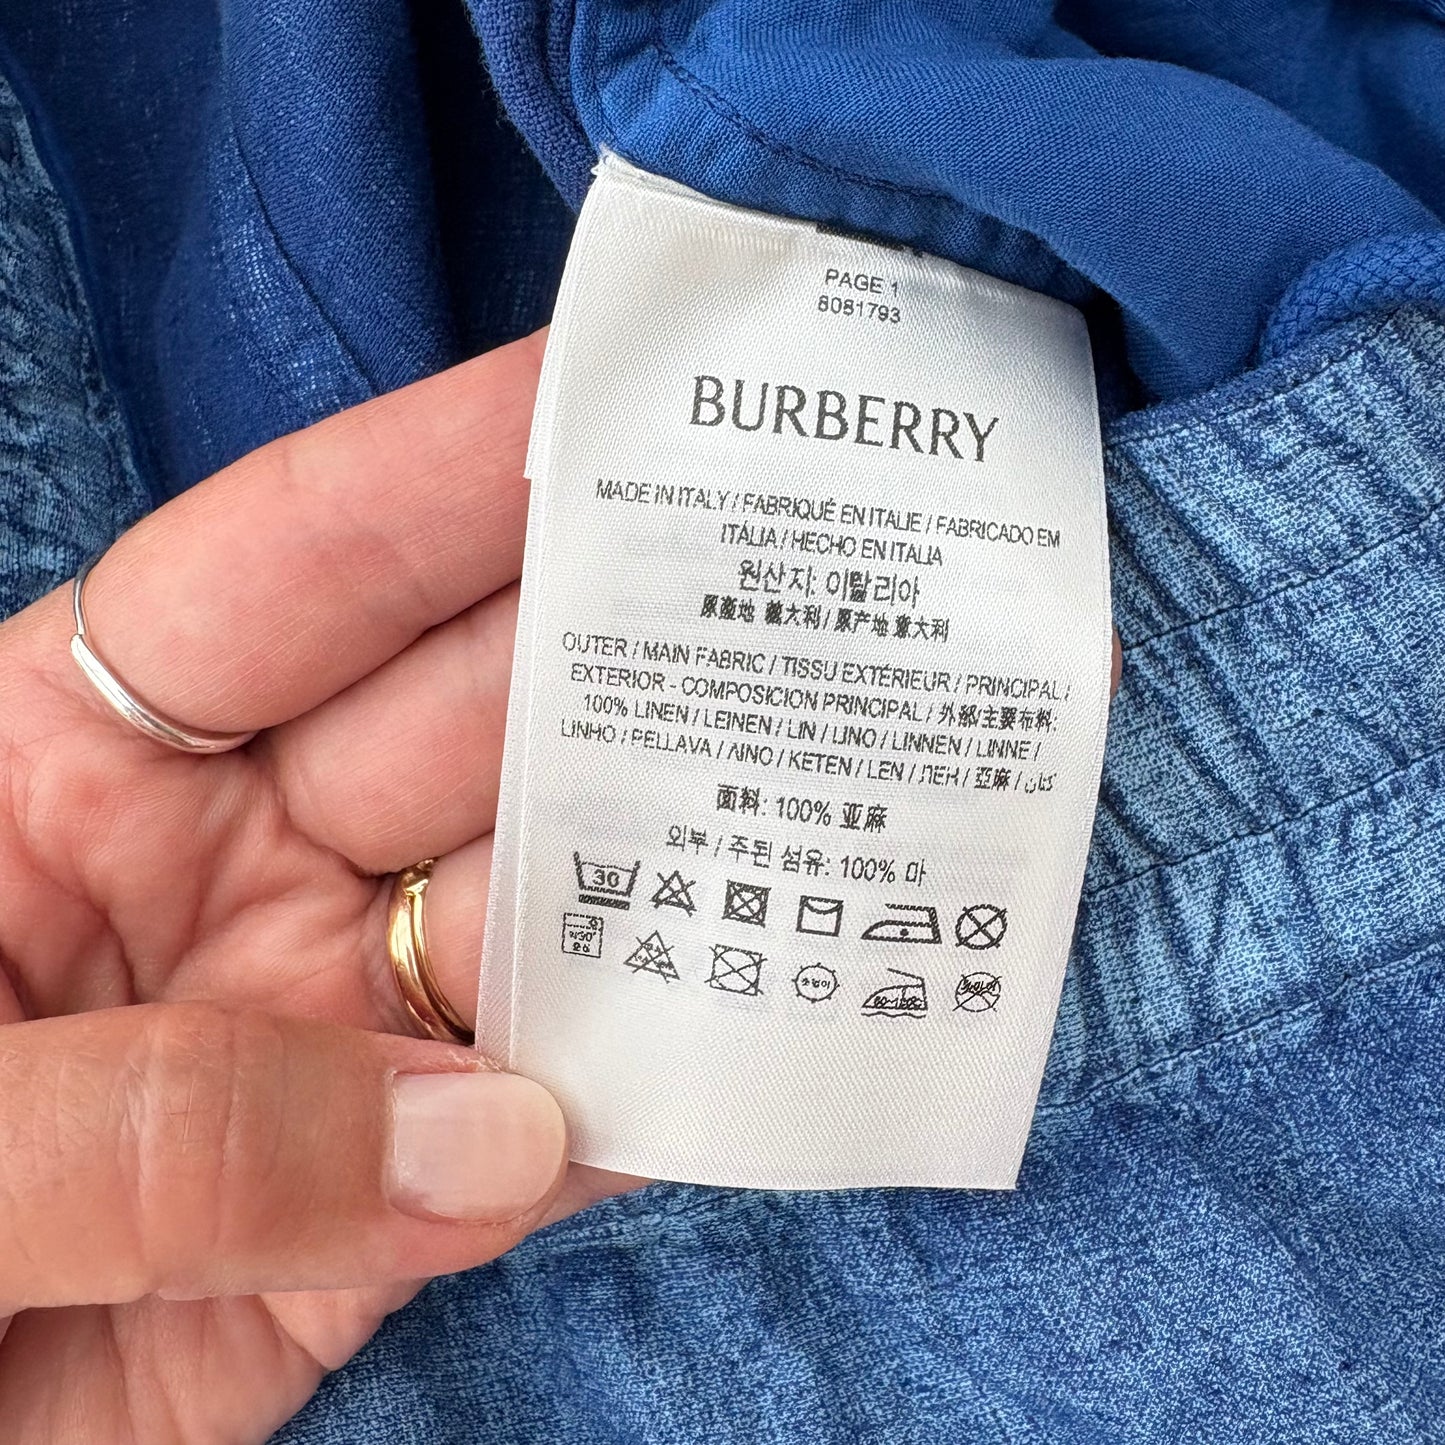 PAGE 1
8081793
BURBERRY
MADE IN ITALY / FABRIQUÉ EN ITALIE / FABRICADO EM
ITALIA / HECHO EN ITALIA
원산지: 이탈리아
原產地 義大利 / 原产地 意大利
OUTER / MAIN FABRIC / TISSU EXTÉRIEUR / PRINCIPAL /
EXTERIOR - COMPOSICION PRINCIPAL / 外部/主要布料:
100% LINEN / LEINEN / LIN / LINO / LINNEN / LINNE /
LINHO / PELLAVA / ΛΙΝΟ / KETEN / LEN / ЛЕН / 亞麻 / كتان
面料: 100% 亚麻
외부 / 주된 섬유: 100% 마
30
80~120℃